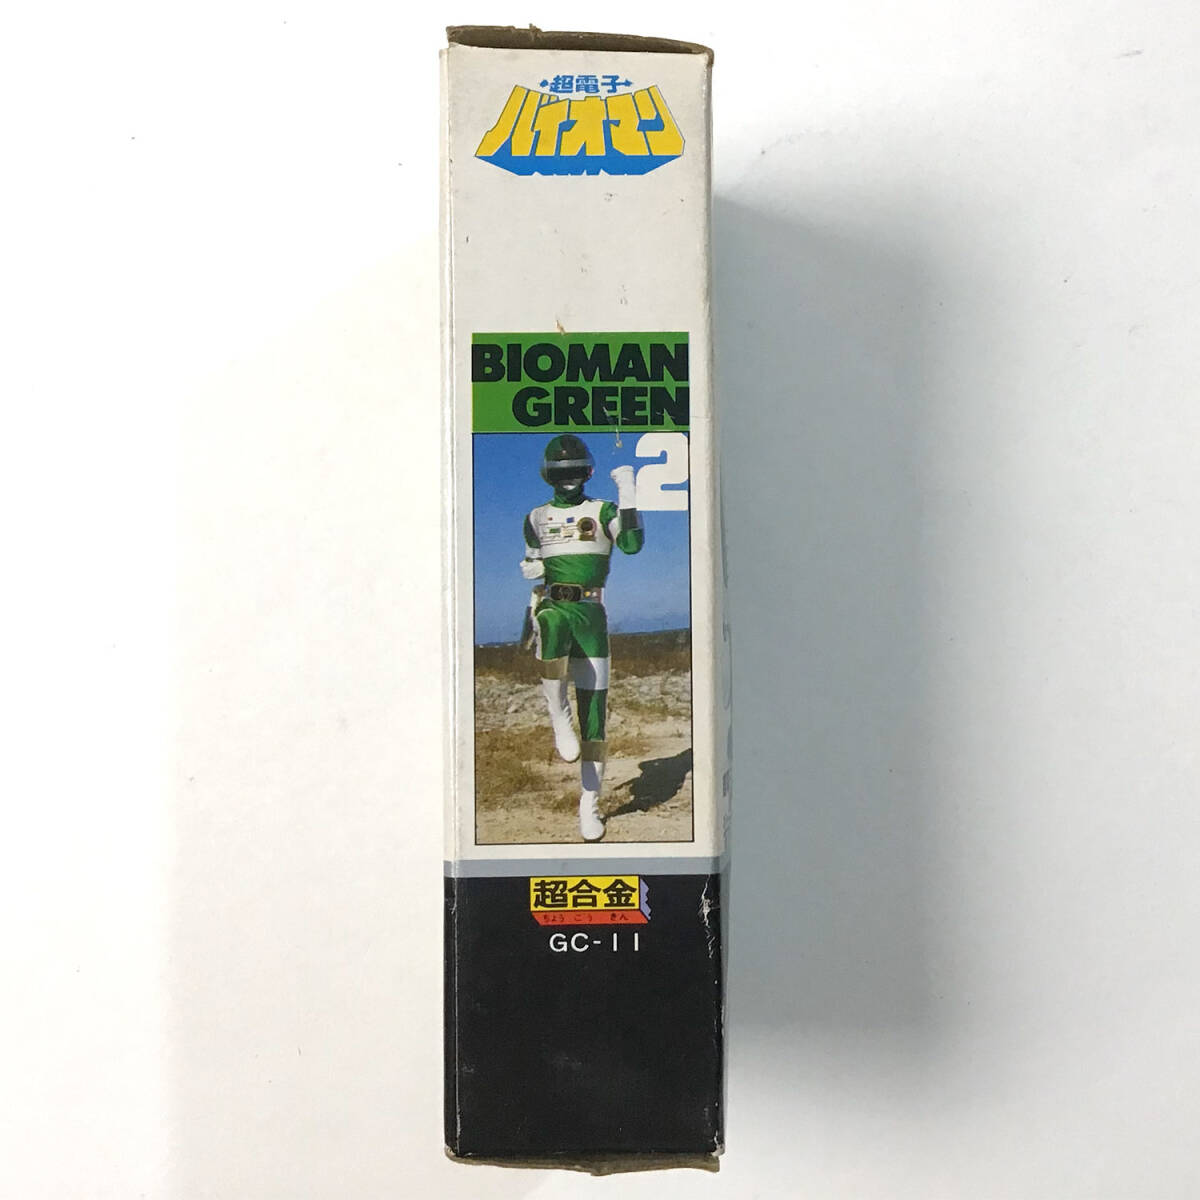 超電子
バイオマン
BIOMAN
GREEN
2
超合金
ちょう ごう きん
GC-11